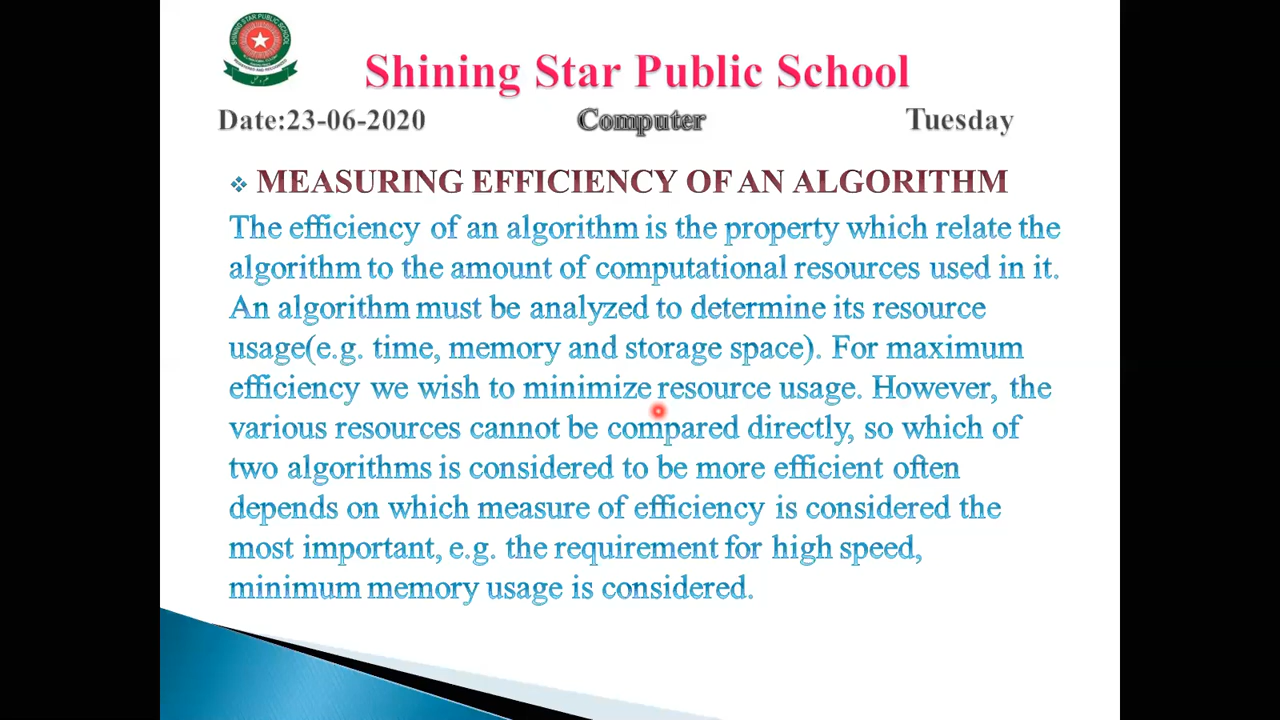 SHINING STAR PUBLIC SCHOOL
Shining Star Public School
Date:23-06-2020 Computer Tuesday
MEASURING EFFICIENCY OF AN ALGORITHM
The efficiency of an algorithm is the property which relate the
algorithm to the amount of computational resources used in it.
An algorithm must be analyzed to determine its resource
usage(e.g. time, memory and storage space). For maximum
efficiency we wish to minimize resource usage. However, the
various resources cannot be compared directly, so which of
two algorithms is considered to be more efficient often
depends on which measure of efficiency is considered the
most important, e.g. the requirement for high speed,
minimum memory usage is considered.